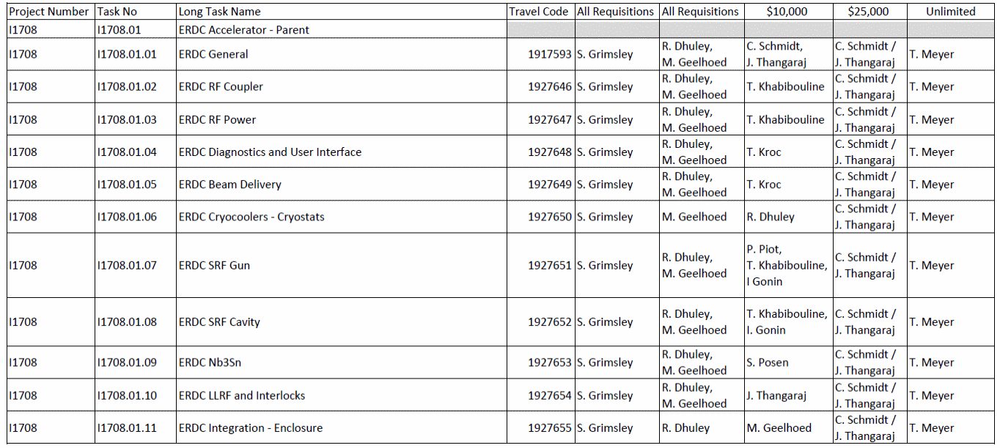 Project Number Task No Long Task Name Travel Code All Requisitions All Requisitions $10,000 $25,000 Unlimited
I1708 I1708.01 ERDC Accelerator - Parent
I1708 I1708.01.01 ERDC General 1917593 S. Grimsley R. Dhuley, M. Geelhoed C. Schmidt, J. Thangaraj C. Schmidt / J. Thangaraj T. Meyer
I1708 I1708.01.02 ERDC RF Coupler 1927646 S. Grimsley R. Dhuley, M. Geelhoed T. Khabibouline C. Schmidt / J. Thangaraj T. Meyer
I1708 I1708.01.03 ERDC RF Power 1927647 S. Grimsley R. Dhuley, M. Geelhoed T. Khabibouline C. Schmidt / J. Thangaraj T. Meyer
I1708 I1708.01.04 ERDC Diagnostics and User Interface 1927648 S. Grimsley R. Dhuley, M. Geelhoed T. Kroc C. Schmidt / J. Thangaraj T. Meyer
I1708 I1708.01.05 ERDC Beam Delivery 1927649 S. Grimsley R. Dhuley, M. Geelhoed T. Kroc C. Schmidt / J. Thangaraj T. Meyer
I1708 I1708.01.06 ERDC Cryocoolers - Cryostats 1927650 S. Grimsley M. Geelhoed R. Dhuley C. Schmidt / J. Thangaraj T. Meyer
I1708 I1708.01.07 ERDC SRF Gun 1927651 S. Grimsley R. Dhuley, M. Geelhoed P. Piot, T. Khabibouline, I Gonin C. Schmidt / J. Thangaraj T. Meyer
I1708 I1708.01.08 ERDC SRF Cavity 1927652 S. Grimsley R. Dhuley, M. Geelhoed T. Khabibouline, I. Gonin C. Schmidt / J. Thangaraj T. Meyer
I1708 I1708.01.09 ERDC Nb3Sn 1927653 S. Grimsley R. Dhuley, M. Geelhoed S. Posen C. Schmidt / J. Thangaraj T. Meyer
I1708 I1708.01.10 ERDC LLRF and Interlocks 1927654 S. Grimsley R. Dhuley, M. Geelhoed J. Thangaraj C. Schmidt / J. Thangaraj T. Meyer
I1708 I1708.01.11 ERDC Integration - Enclosure 1927655 S. Grimsley R. Dhuley M. Geelhoed C. Schmidt / J. Thangaraj T. Meyer